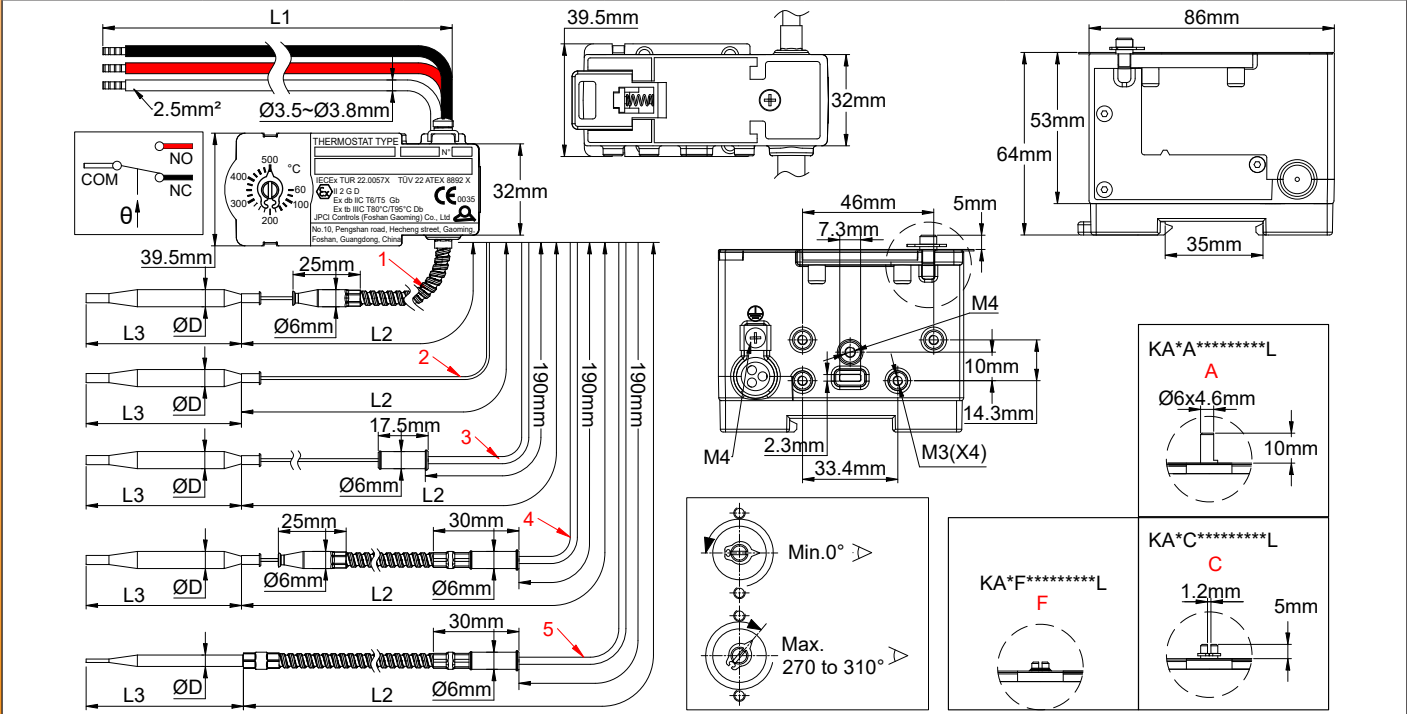 L1
2.5mm²
Ø3.5~Ø3.8mm
COM
NO
NC
θ
THERMOSTAT TYPE
N°
IECEx TUR 22.0057X TÜV 22 ATEX 8892 X
Ex
II 2 G D
Ex db IIC T6/T5 Gb
Ex tb IIIC T80°C/T95°C Db
CE 0035
JPCI Controls (Foshan Gaoming) Co., Ltd
No.10, Pengshan road, Hecheng street, Gaoming,
Foshan, Guangdong, China
°C
500
400
300
200
100
60
32mm
39.5mm
25mm
1
L3
ØD
Ø6mm
L2
2
L3
ØD
L2
17.5mm
3
L3
ØD
Ø6mm
L2
190mm
190mm
190mm
25mm
30mm
4
L3
ØD
Ø6mm
L2
Ø6mm
30mm
5
L3
ØD
L2
Ø6mm
39.5mm
32mm
86mm
53mm
64mm
35mm
46mm
7.3mm
5mm
M4
10mm
14.3mm
M4
2.3mm
33.4mm
M3(X4)
Min.0°
Max.
270 to 310°
KA*A*********L
A
Ø6x4.6mm
10mm
KA*F*********L
F
KA*C*********L
C
1.2mm
5mm